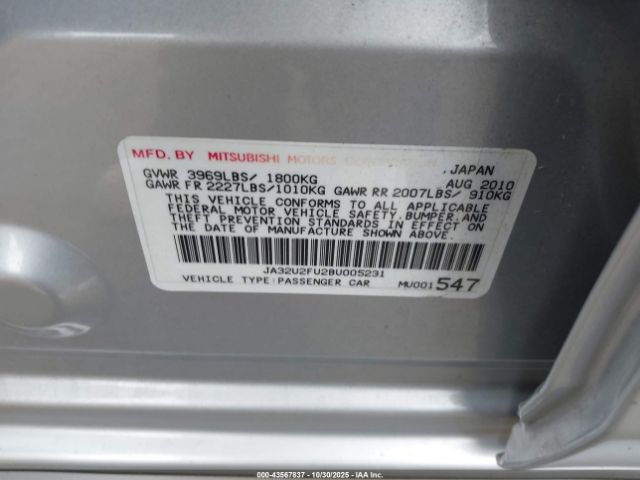 MFD. BY MITSUBISHI MOTORS CORPORATION, JAPAN
GVWR 3969LBS/ 1800KG AUG 2010
GAWR FR 2227LBS/1010KG GAWR RR 2007LBS/ 910KG
THIS VEHICLE CONFORMS TO ALL APPLICABLE
FEDERAL MOTOR VEHICLE SAFETY, BUMPER, AND
THEFT PREVENTION STANDARDS IN EFFECT ON
THE DATE OF MANUFACTURE SHOWN ABOVE.
JA32U2FU2BU005231
VEHICLE TYPE:PASSENGER CAR MU001547
000-43567837 - 10/30/2025 - IAA Inc.